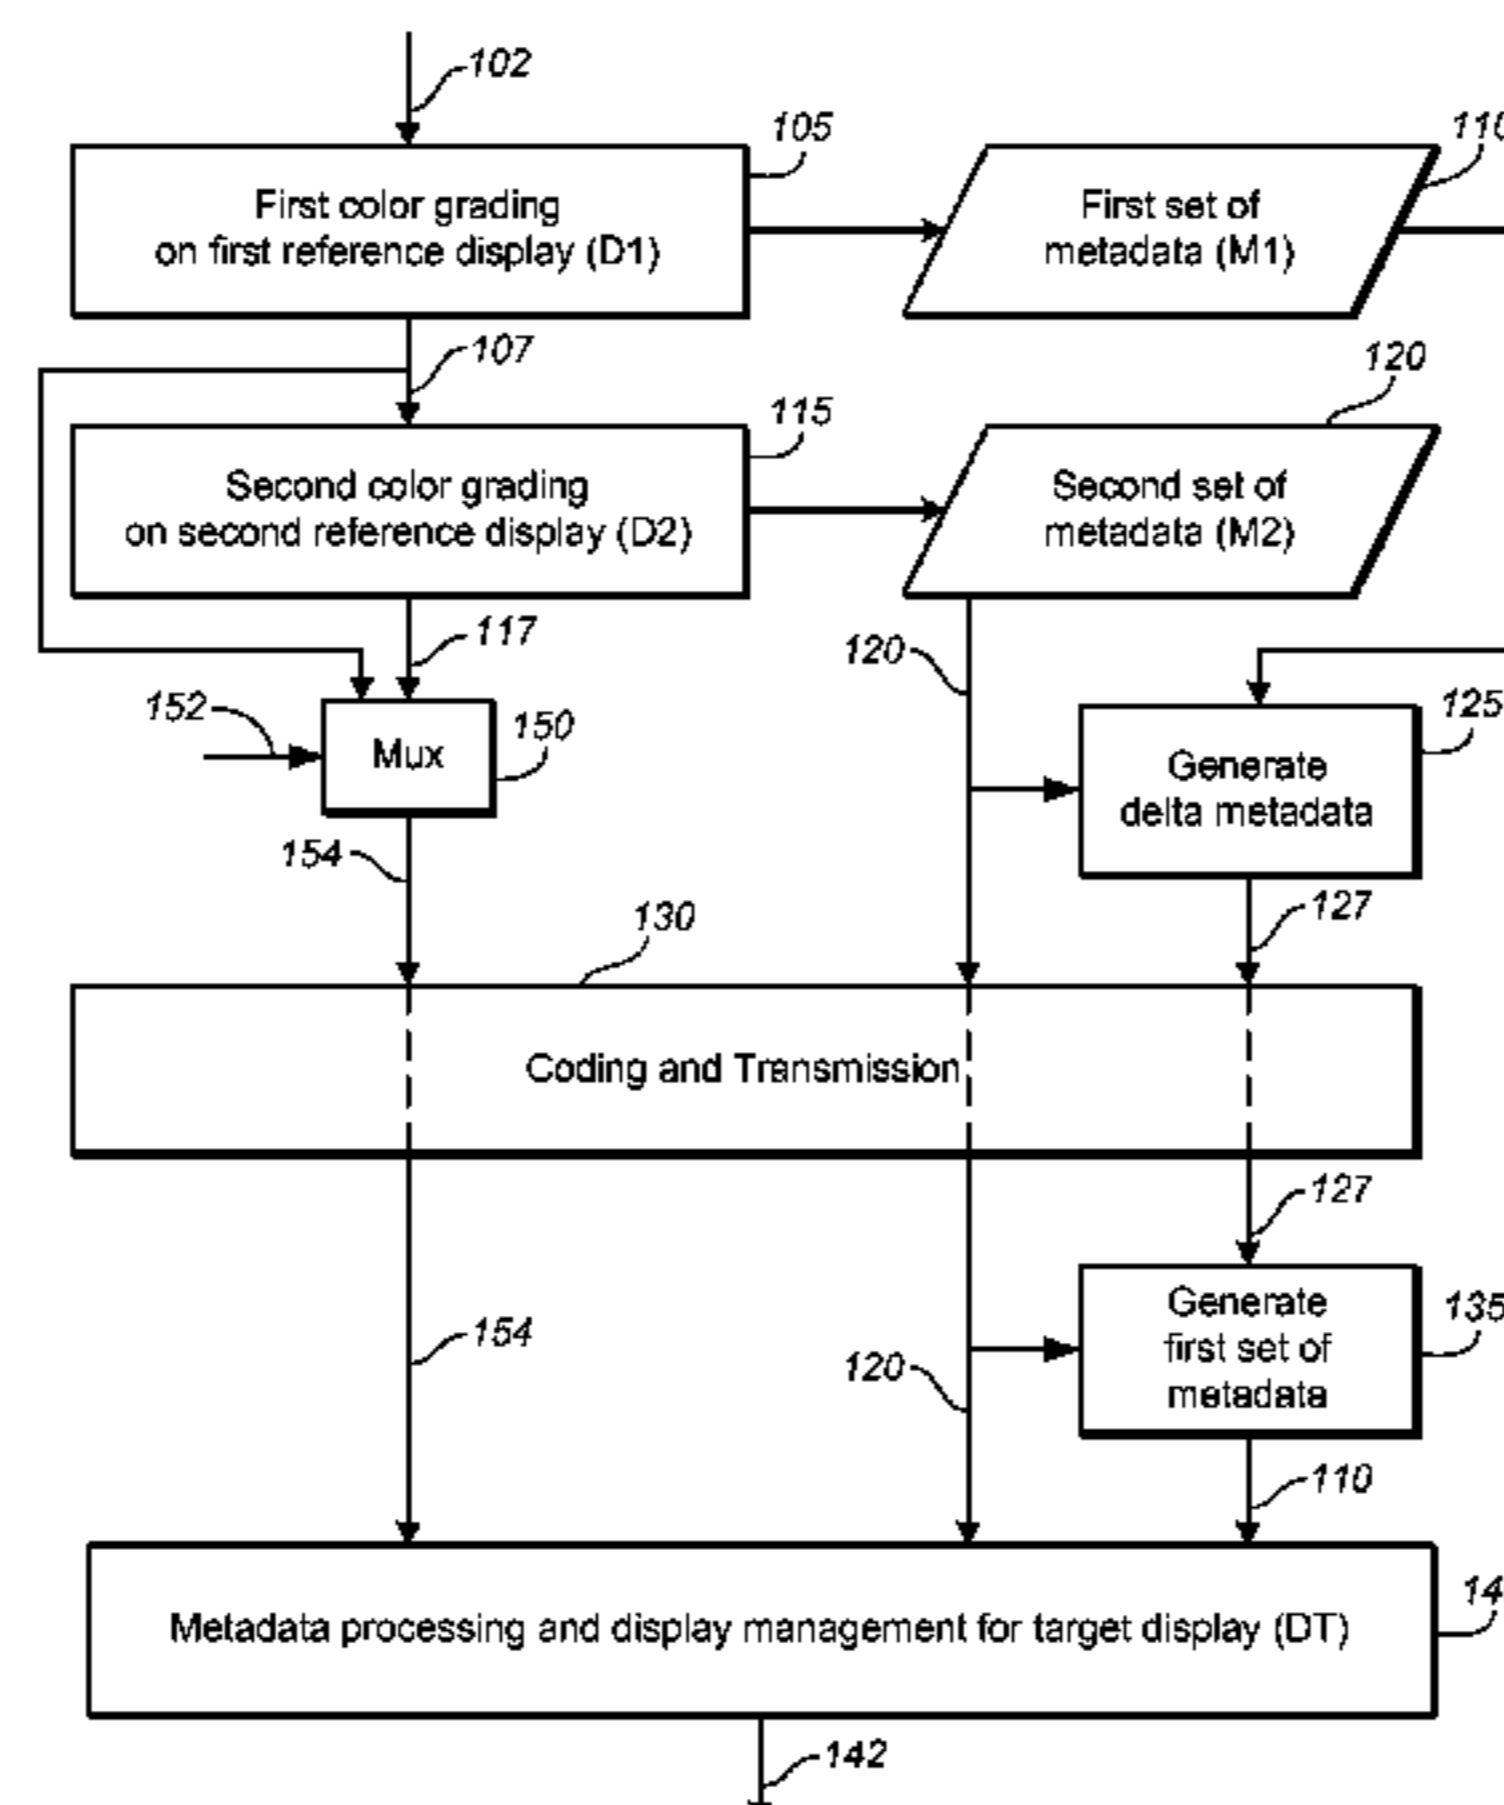 102
105
First color grading
on first reference display (D1)
110
First set of
metadata (M1)
107
120
115
Second color grading
on second reference display (D2)
Second set of
metadata (M2)
117
120
152
150
Mux
125
Generate
delta metadata
154
127
130
Coding and Transmission
127
154
135
Generate
first set of
metadata
120
110
14
Metadata processing and display management for target display (DT)
142